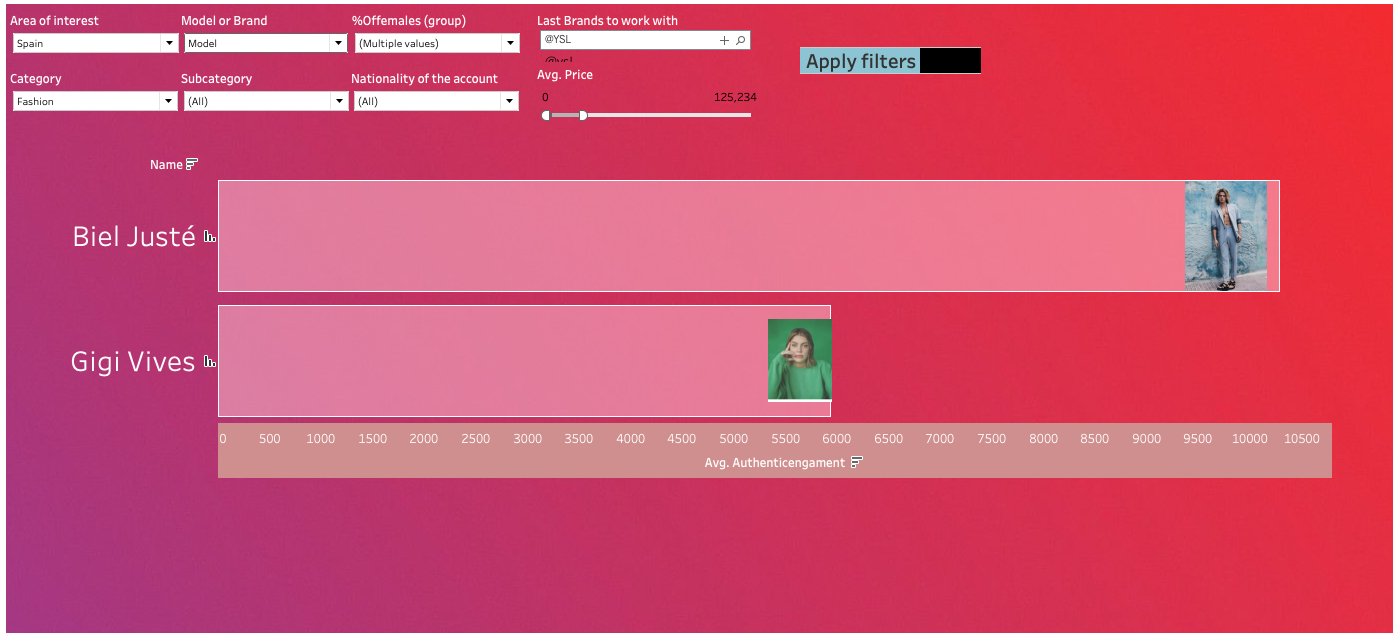 Area of interest
Model or Brand
%Offemales (group)
Last Brands to work with
Spain
Model
(Multiple values)
@YSL
Apply filters
Category
Subcategory
Nationality of the account
Avg. Price
Fashion
(All)
(All)
0
125,234
Name
Biel Justé
Gigi Vives
0 500 1000 1500 2000 2500 3000 3500 4000 4500 5000 5500 6000 6500 7000 7500 8000 8500 9000 9500 10000 10500
Avg. Authenticengament